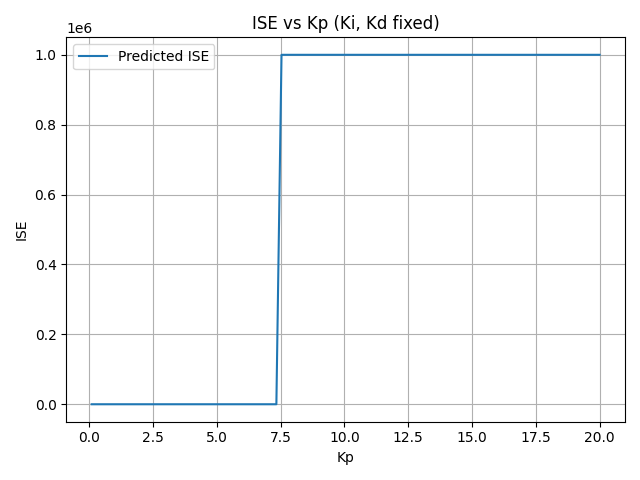 ISE vs Kp (Ki, Kd fixed)
1e6
Predicted ISE
1.0
0.8
0.6
0.4
0.2
0.0
ISE
0.0 2.5 5.0 7.5 10.0 12.5 15.0 17.5 20.0
Kp